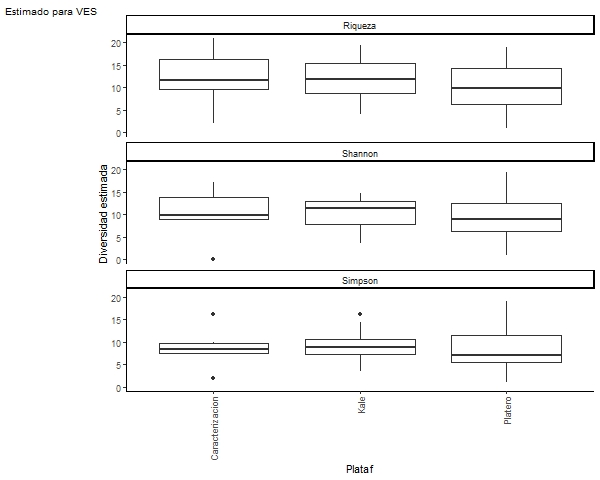 Estimado para VES
Riqueza
20
15
10
5
0
Shannon
20
15
10
5
0
Simpson
20
15
10
5
0
Diversidad estimada
Caracterizacion
Kale
Platero
Plataf